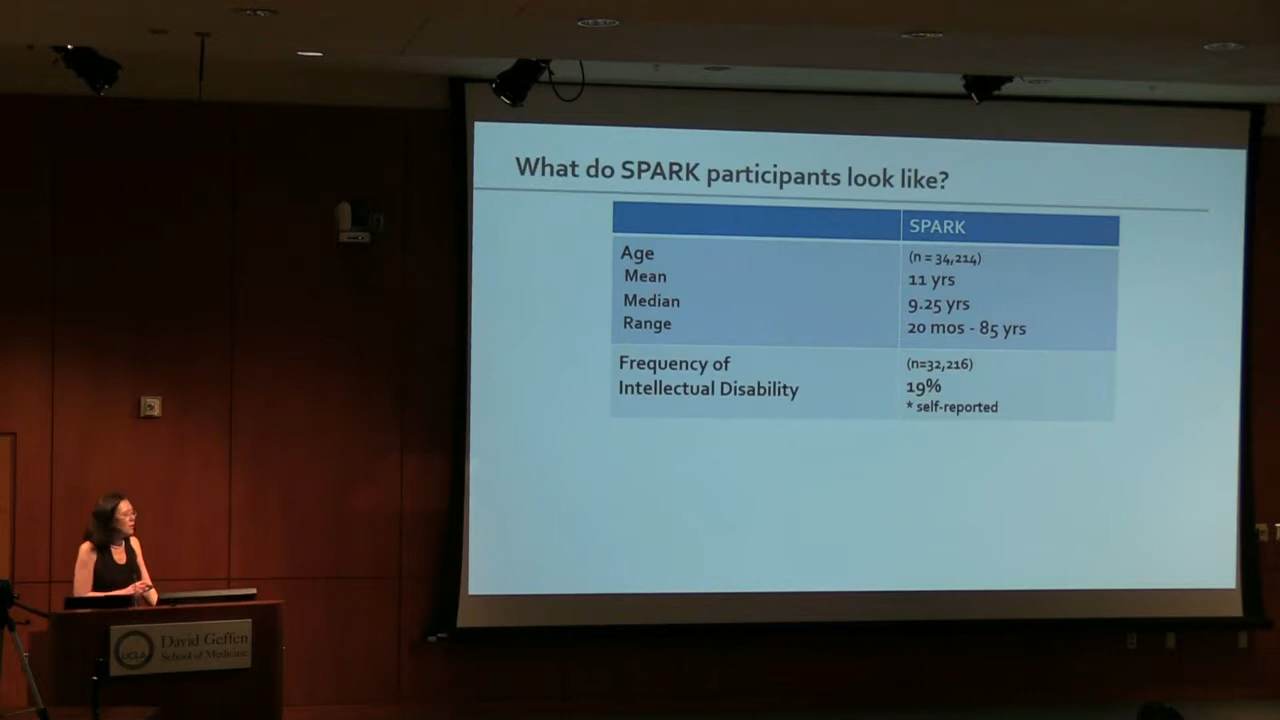 What do SPARK participants look like?
SPARK
Age
(n = 34,214)
Mean
11 yrs
Median
9.25 yrs
Range
20 mos - 85 yrs
Frequency of
Intellectual Disability
(n=32,216)
19%
* self-reported
UCLA
David Geffen
School of Medicine